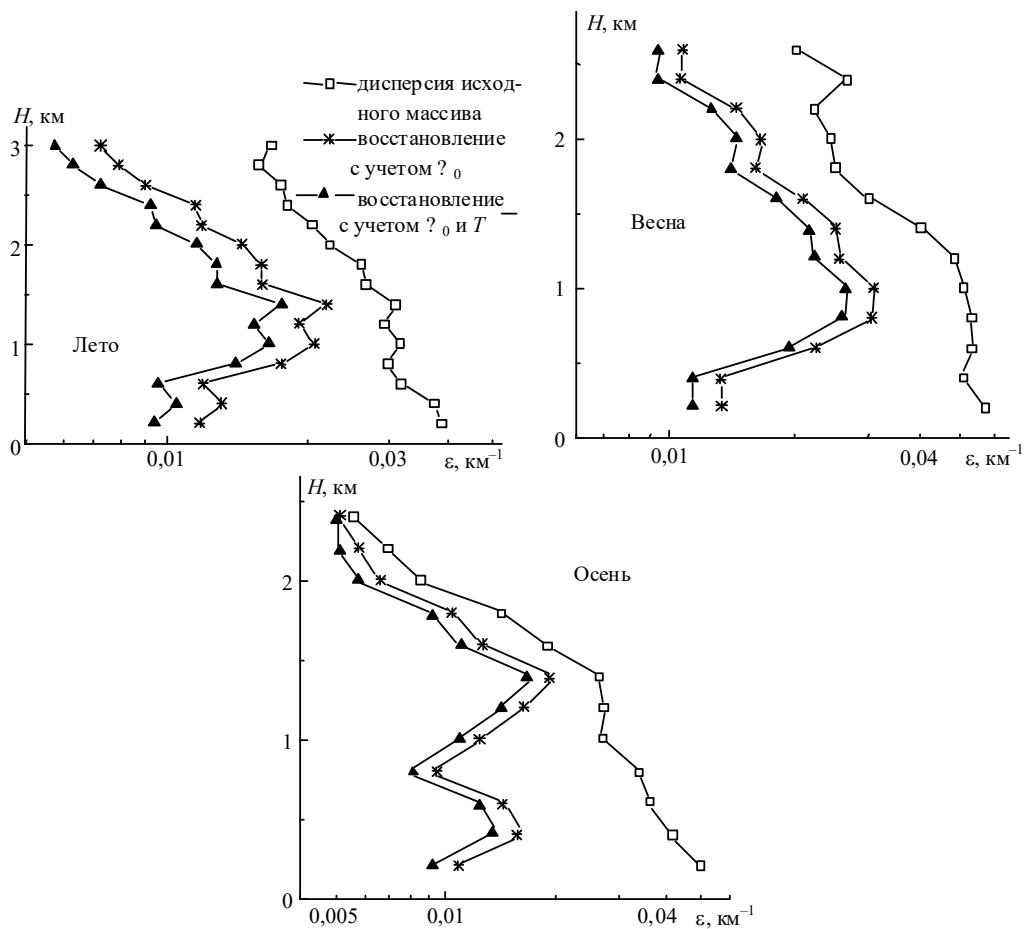 H, км
дисперсия исход-
ного массива
восстановление
с учетом ? 0
восстановление
с учетом ? 0 и T
H, км
3
2
1
0
Лето
0,01
0,03
ε, км–1
H, км
2
1
0
Весна
0,01
0,04
ε, км–1
H, км
2
1
0
Осень
0,005
0,01
0,04
ε, км–1